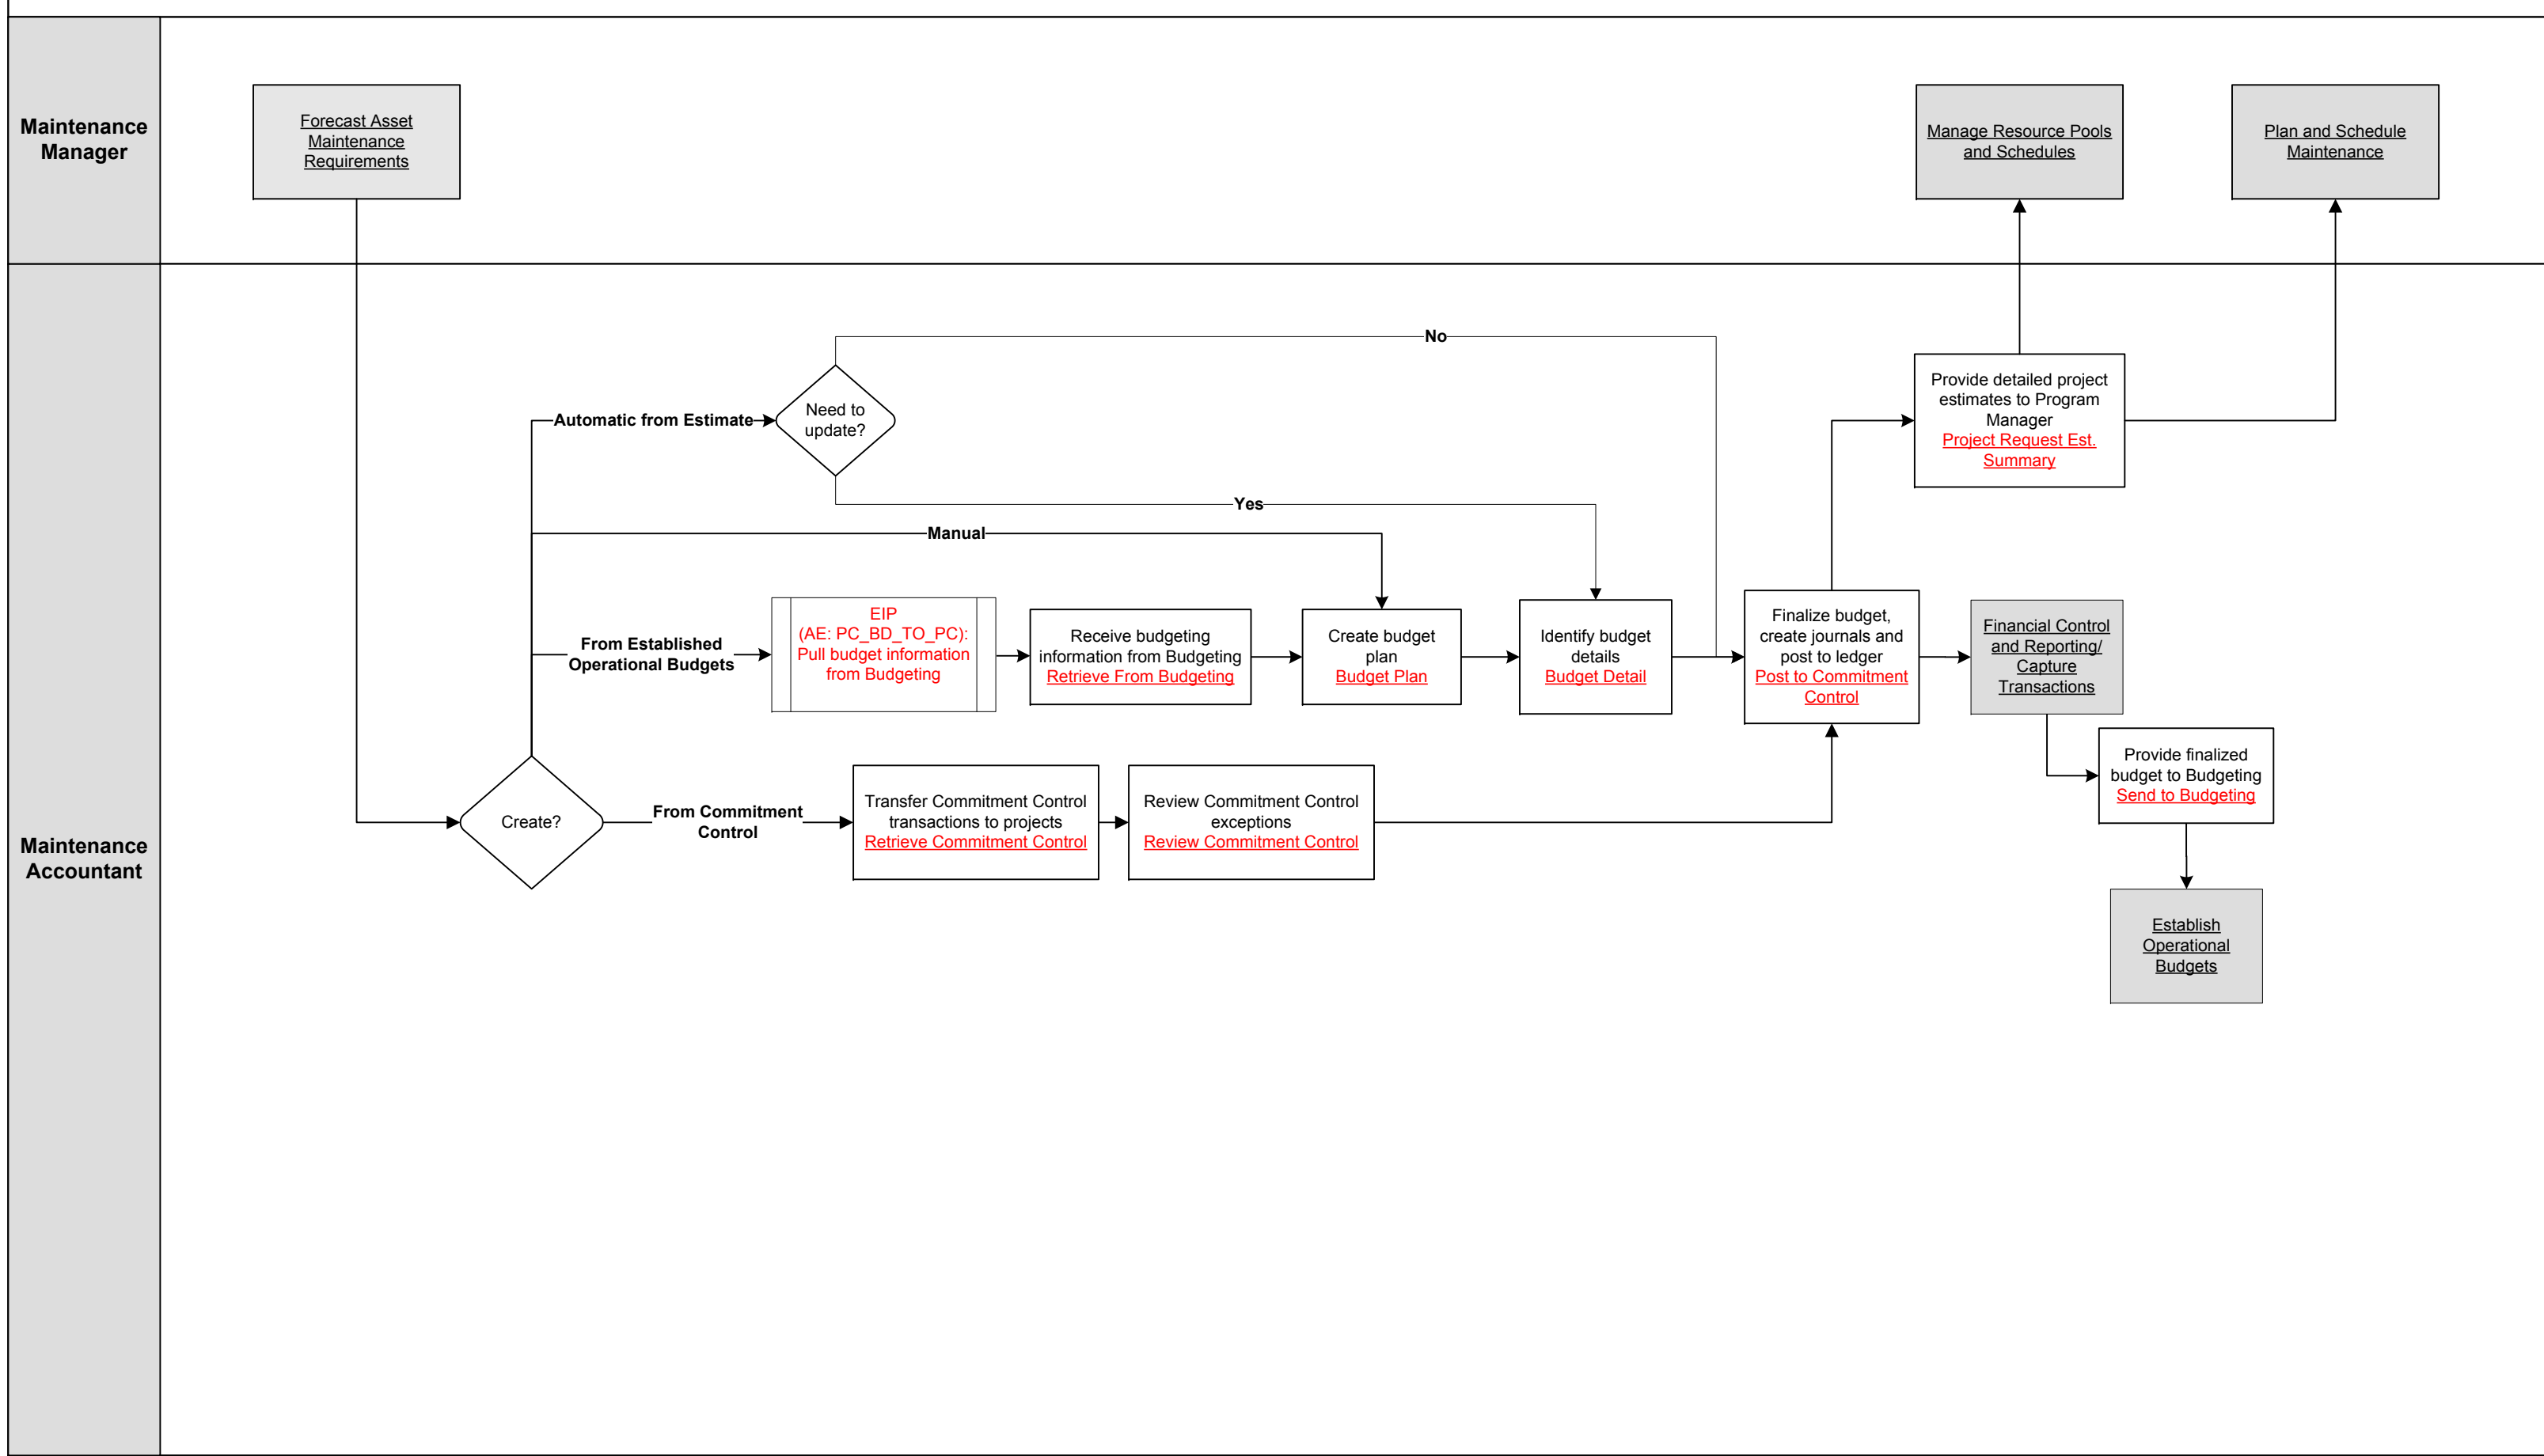 Maintenance
Manager
Forecast Asset
Maintenance
Requirements
Manage Resource Pools
and Schedules
Plan and Schedule
Maintenance
Maintenance
Accountant
No
Automatic from Estimate
Need to
update?
Provide detailed project
estimates to Program
Manager
Project Request Est.
Summary
Yes
Manual
From Established
Operational Budgets
EIP
(AE: PC_BD_TO_PC):
Pull budget information
from Budgeting
Receive budgeting
information from Budgeting
Retrieve From Budgeting
Create budget
plan
Budget Plan
Identify budget
details
Budget Detail
Finalize budget,
create journals and
post to ledger
Post to Commitment
Control
Financial Control
and Reporting/
Capture
Transactions
Create?
From Commitment
Control
Transfer Commitment Control
transactions to projects
Retrieve Commitment Control
Review Commitment Control
exceptions
Review Commitment Control
Provide finalized
budget to Budgeting
Send to Budgeting
Establish
Operational
Budgets